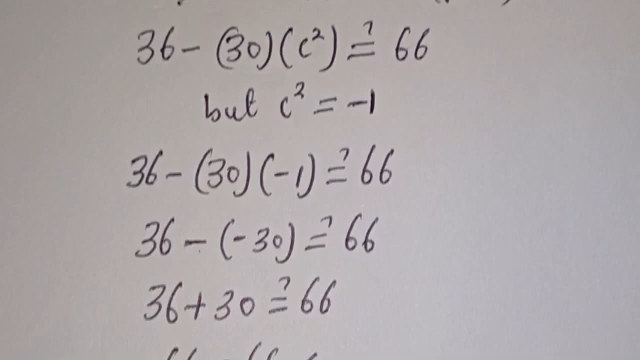 36 - (30)(c²) ≟ 66
but c² = -1
36 - (30)(-1) ≟ 66
36 - (-30) ≟ 66
36 + 30 ≟ 66